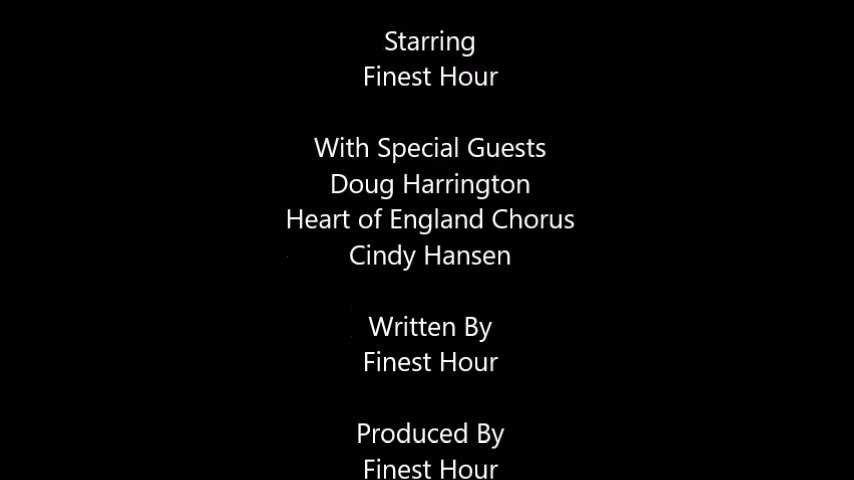 Starring
Finest Hour
With Special Guests
Doug Harrington
Heart of England Chorus
Cindy Hansen
Written By
Finest Hour
Produced By
Finest Hour